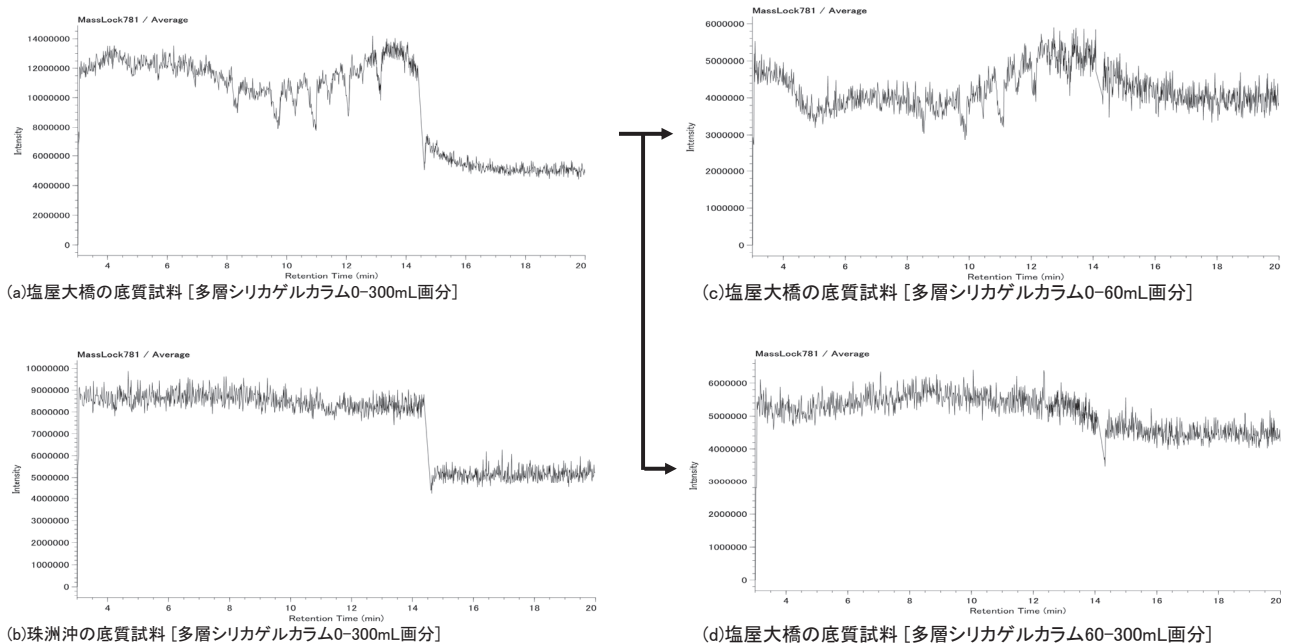 MassLock781 / Average
14000000
12000000
10000000
8000000
6000000
4000000
2000000
0
Intensity
4 6 8 10 12 14 16 18 20
Retention Time (min)
(a)塩屋大橋の底質試料 [多層シリカゲルカラム0-300mL画分]
MassLock781 / Average
10000000
9000000
8000000
7000000
6000000
5000000
4000000
3000000
2000000
1000000
0
Intensity
4 6 8 10 12 14 16 18 20
Retention Time (min)
(b)珠洲沖の底質試料 [多層シリカゲルカラム0-300mL画分]
MassLock781 / Average
6000000
5000000
4000000
3000000
2000000
1000000
0
Intensity
4 6 8 10 12 14 16 18 20
Retention Time (min)
(c)塩屋大橋の底質試料 [多層シリカゲルカラム0-60mL画分]
MassLock781 / Average
6000000
5000000
4000000
3000000
2000000
1000000
0
Intensity
4 6 8 10 12 14 16 18 20
Retention Time (min)
(d)塩屋大橋の底質試料 [多層シリカゲルカラム60-300mL画分]